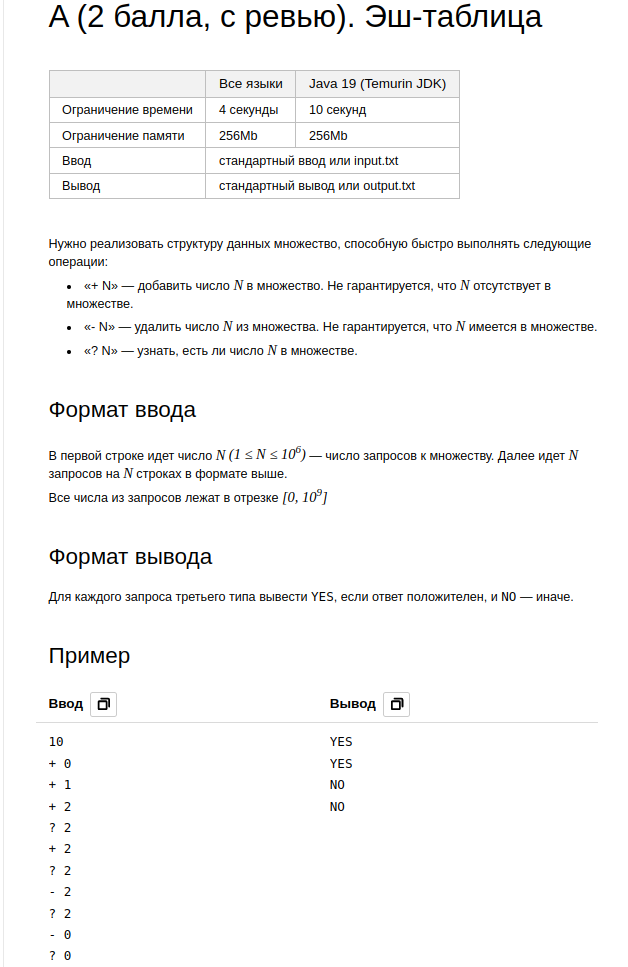 А (2 балла, с ревью). Эш-таблица
Все языки Java 19 (Temurin JDK)
Ограничение времени 4 секунды 10 секунд
Ограничение памяти 256Mb 256Mb
Ввод стандартный ввод или input.txt
Вывод стандартный вывод или output.txt
Нужно реализовать структуру данных множество, способную быстро выполнять следующие
операции:
• «+ N» — добавить число N в множество. Не гарантируется, что N отсутствует в
множестве.
• «- N» — удалить число N из множества. Не гарантируется, что N имеется в множестве.
• «? N» — узнать, есть ли число N в множестве.
Формат ввода
В первой строке идет число N (1 ≤ N ≤ 10⁶) — число запросов к множеству. Далее идет N
запросов на N строках в формате выше.
Все числа из запросов лежат в отрезке [0, 10⁹]
Формат вывода
Для каждого запроса третьего типа вывести YES, если ответ положителен, и NO — иначе.
Пример
Ввод Вывод
10 YES
+ 0 YES
+ 1 NO
+ 2 NO
? 2
+ 2
? 2
- 2
? 2
- 0
? 0